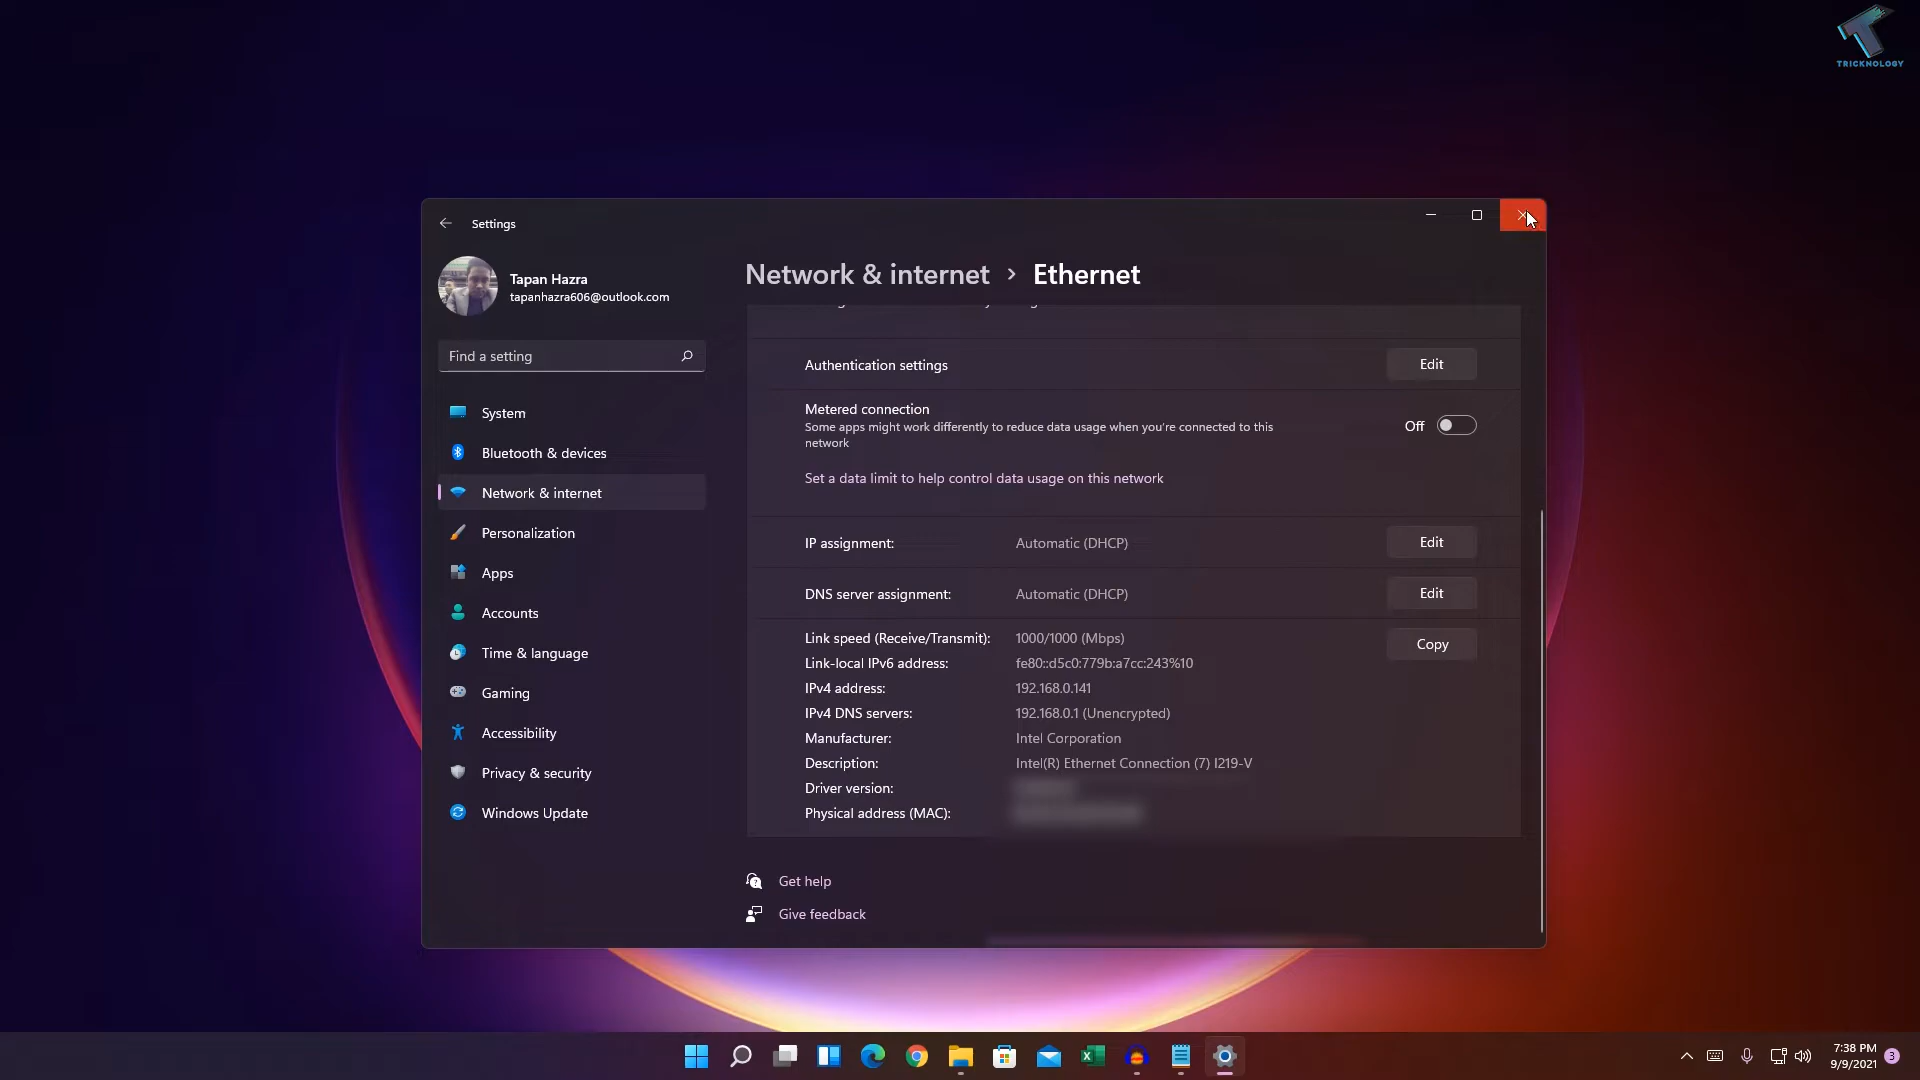 TRICKNOLOGY
Settings
Tapan Hazra
tapanhazra606@outlook.com
Find a setting
System
Bluetooth & devices
Network & internet
Personalization
Apps
Accounts
Time & language
Gaming
Accessibility
Privacy & security
Windows Update
Network & internet > Ethernet
Authentication settings Edit
Metered connection
Some apps might work differently to reduce data usage when you're connected to this
network
Off
Set a data limit to help control data usage on this network
IP assignment: Automatic (DHCP) Edit
DNS server assignment: Automatic (DHCP) Edit
Link speed (Receive/Transmit): 1000/1000 (Mbps) Copy
Link-local IPv6 address: fe80::d5c0:779b:a7cc:243%10
IPv4 address: 192.168.0.141
IPv4 DNS servers: 192.168.0.1 (Unencrypted)
Manufacturer: Intel Corporation
Description: Intel(R) Ethernet Connection (7) I219-V
Driver version:
Physical address (MAC):
Get help
Give feedback
7:38 PM
9/9/2021
3